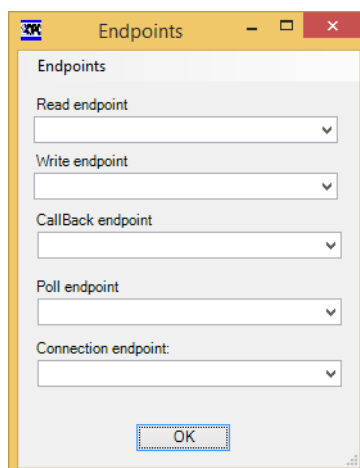 Endpoints
Endpoints
Read endpoint
Write endpoint
CallBack endpoint
Poll endpoint
Connection endpoint:
OK